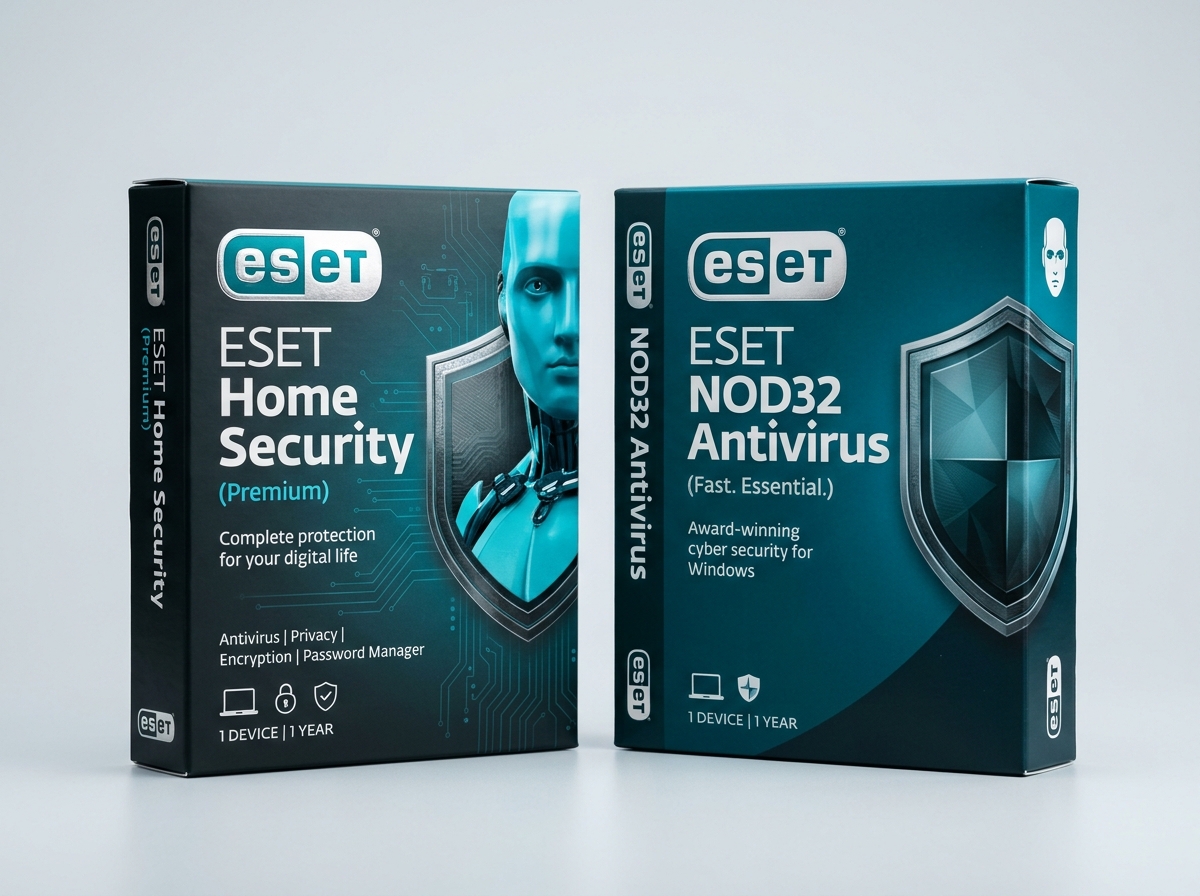 eset
ESET Home Security
(Premium)
eset
eset®
ESET
Home
Security
(Premium)
Complete protection
for your digital life
Antivirus | Privacy |
Encryption | Password Manager
1 DEVICE | 1 YEAR
eset
NOD32 Antivirus
eset
eset®
ESET
NOD32
Antivirus
(Fast. Essential.)
Award-winning
cyber security for
Windows
1 DEVICE | 1 YEAR
eset